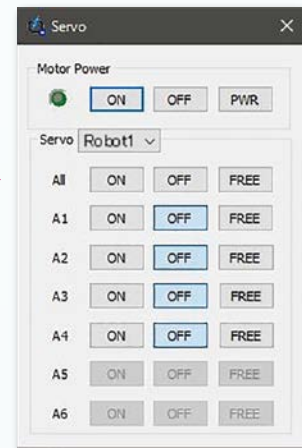 Servo
Motor Power
ON OFF PWR
Servo Robot1
All ON OFF FREE
A1 ON OFF FREE
A2 ON OFF FREE
A3 ON OFF FREE
A4 ON OFF FREE
A5 ON OFF FREE
A6 ON OFF FREE